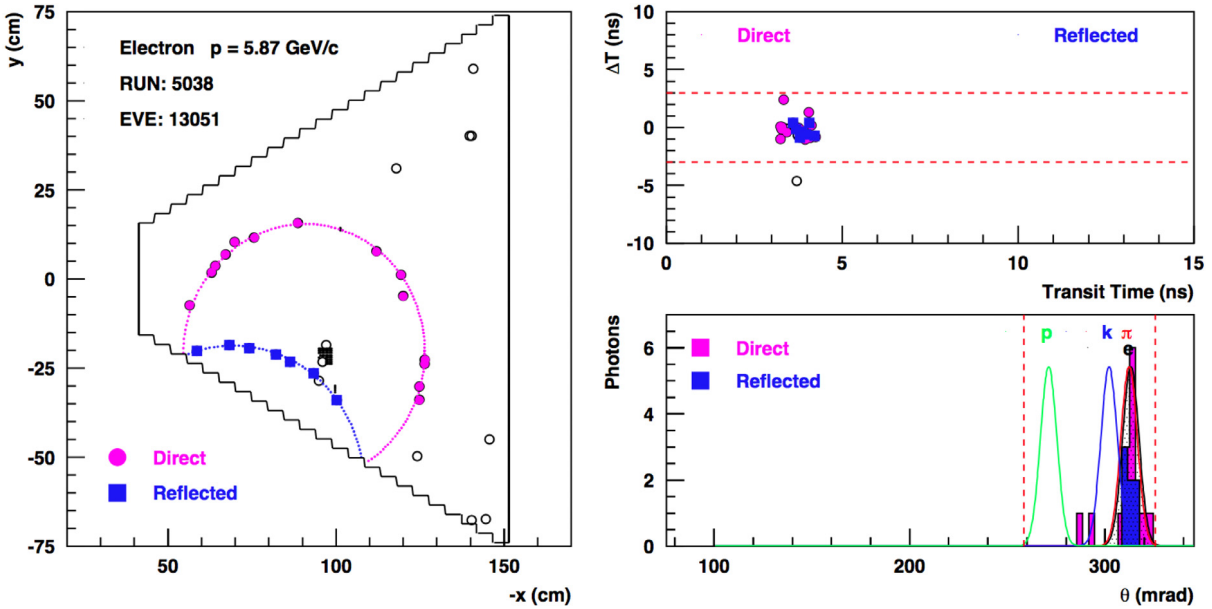 y (cm)
75
50
25
0
-25
-50
-75
Electron p = 5.87 GeV/c
RUN: 5038
EVE: 13051
Direct
Reflected
0
50
100
150
-x (cm)
ΔT (ns)
10
5
0
-5
-10
Direct
Reflected
0
5
10
15
Transit Time (ns)
Photons
6
4
2
0
Direct
Reflected
p
k
π
e
100
200
300
θ (mrad)